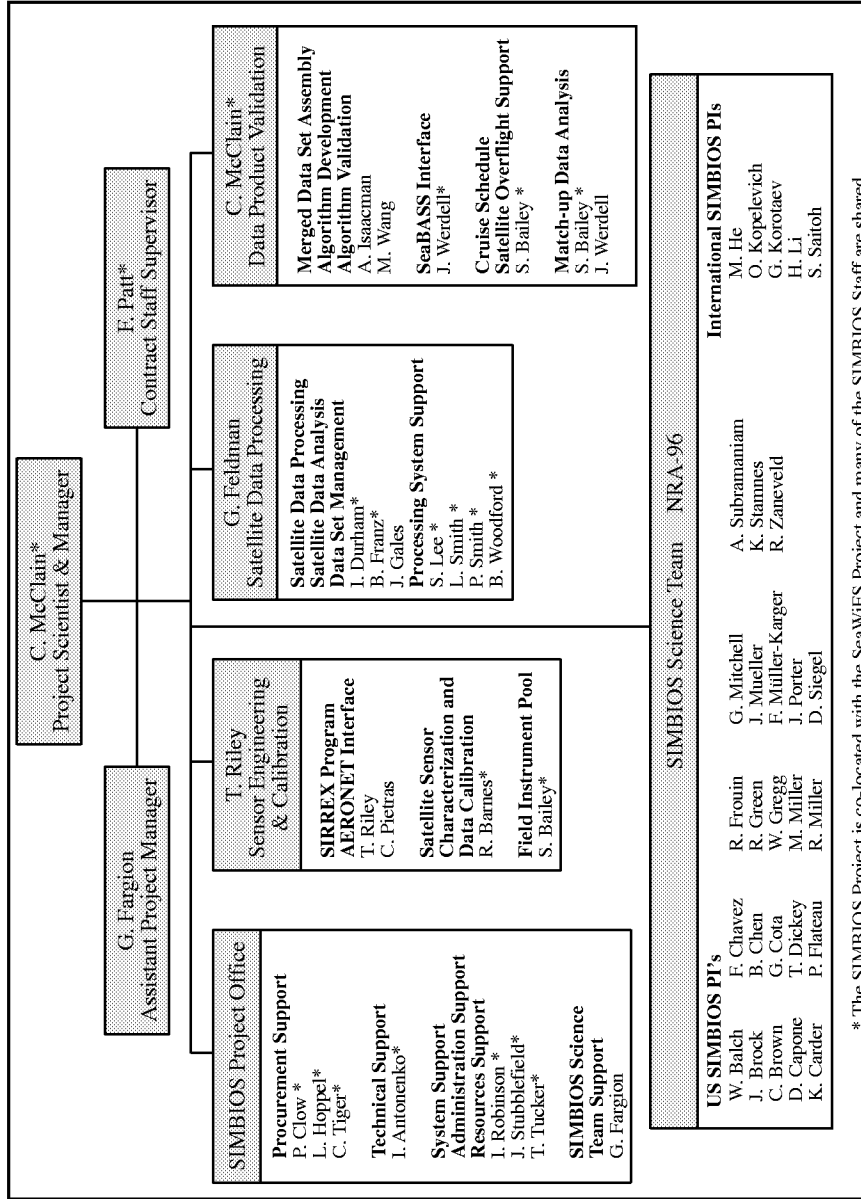 C. McClain*
Project Scientist & Manager
G. Fargion
Assistant Project Manager
F. Patt*
Contract Staff Supervisor
SIMBIOS Project Office
Procurement Support
P. Clow *
L. Hoppel*
C. Tiger*
Technical Support
I. Antonenko*
System Support
Administration Support
Resources Support
I. Robinson *
J. Stubblefield*
T. Tucker*
SIMBIOS Science
Team Support
G. Fargion
T. Riley
Sensor Engineering
& Calibration
SIRREX Program
AERONET Interface
T. Riley
C. Pietras
Satellite Sensor
Characterization and
Data Calibration
R. Barnes*
Field Instrument Pool
S. Bailey*
G. Feldman
Satellite Data Processing
Satellite Data Processing
Satellite Data Analysis
Data Set Management
I. Durham*
B. Franz*
J. Gales
Processing System Support
S. Lee *
L. Smith *
P. Smith *
B. Woodford *
C. McClain*
Data Product Validation
Merged Data Set Assembly
Algorithm Development
Algorithm Validation
A. Isaacman
M. Wang
SeaBASS Interface
J. Werdell*
Cruise Schedule
Satellite Overflight Support
S. Bailey *
Match-up Data Analysis
S. Bailey *
J. Werdell
SIMBIOS Science Team NRA-96
US SIMBIOS PI's
W. Balch
J. Brock
C. Brown
D. Capone
K. Carder
F. Chavez
B. Chen
G. Cota
T. Dickey
P. Flateau
R. Frouin
R. Green
W. Gregg
M. Miller
R. Miller
G. Mitchell
J. Mueller
F. Müller-Karger
J. Porter
D. Siegel
A. Subramaniam
K. Stamnes
R. Zaneveld
International SIMBIOS PIs
M. He
O. Kopelevich
G. Korotaev
H. Li
S. Saitoh
* The SIMBIOS Project is co-located with the SeaWiFS Project and many of the SIMBIOS Staff are shared